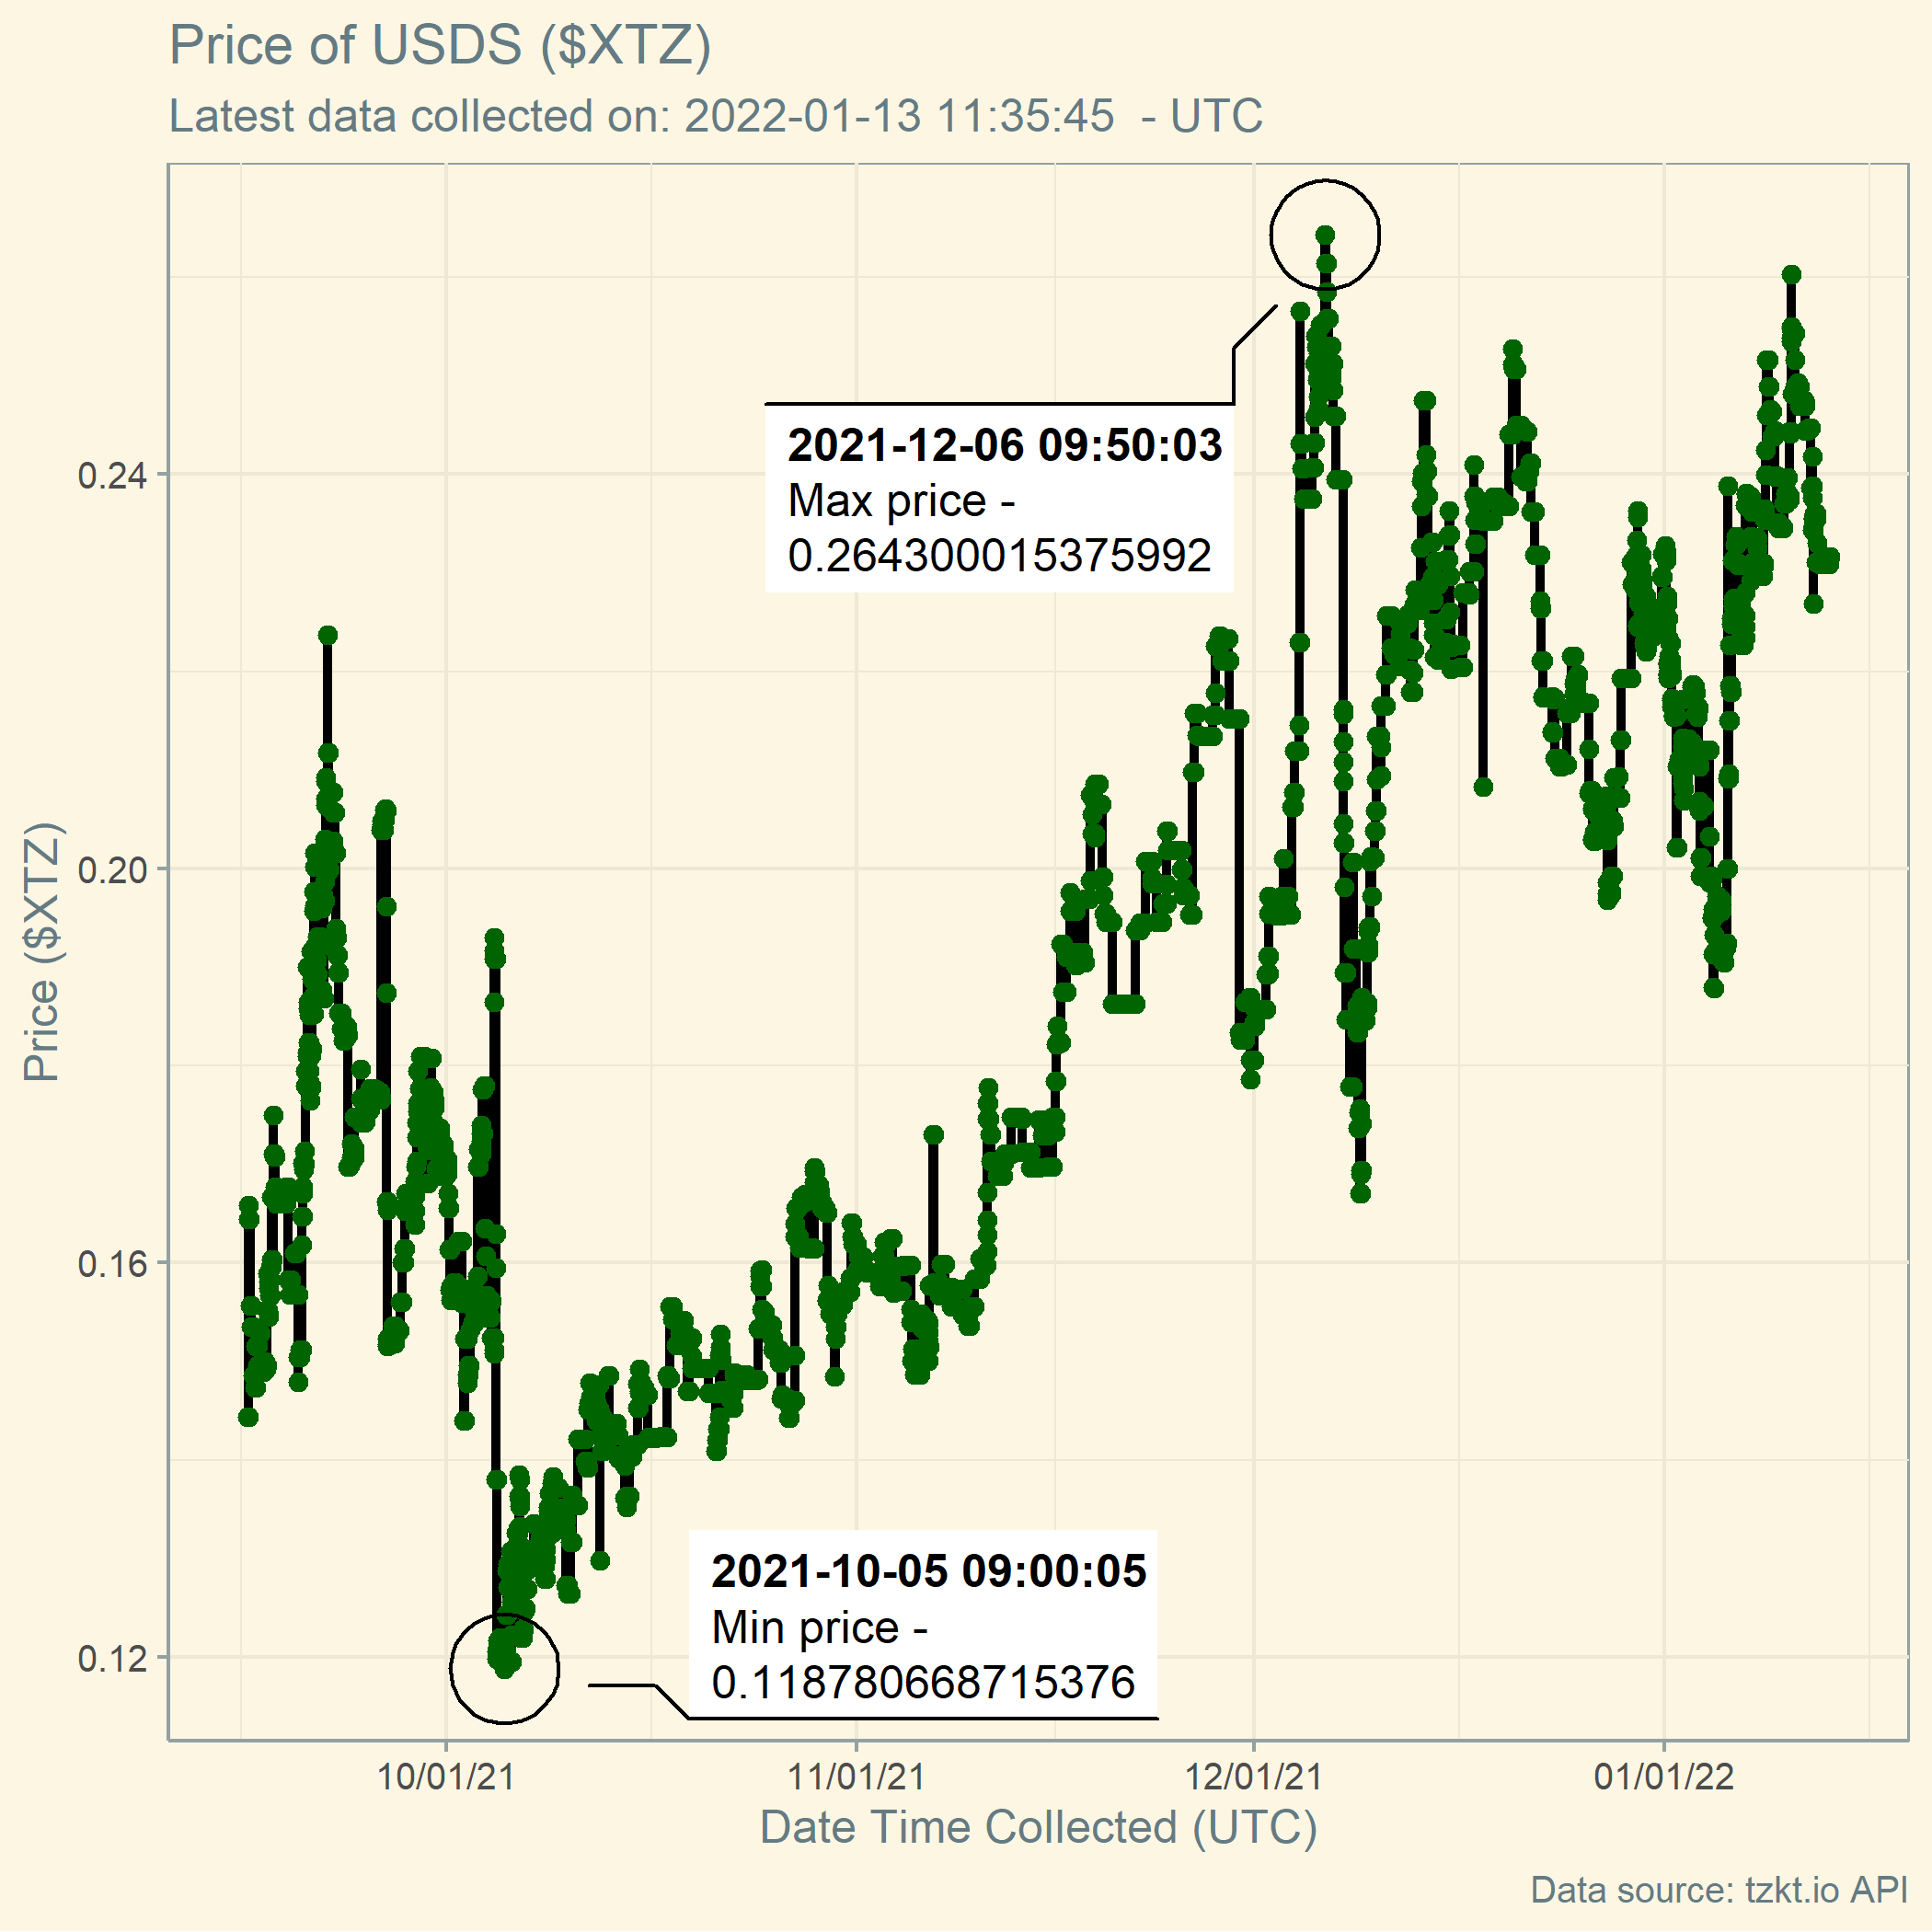 Price of USDS ($XTZ)
Latest data collected on: 2022-01-13 11:35:45  - UTC
2021-12-06 09:50:03
Max price -
0.264300015375992
0.24
0.20
0.16
0.12
Price ($XTZ)
2021-10-05 09:00:05
Min price -
0.118780668715376
10/01/21
11/01/21
12/01/21
01/01/22
Date Time Collected (UTC)
Data source: tzkt.io API